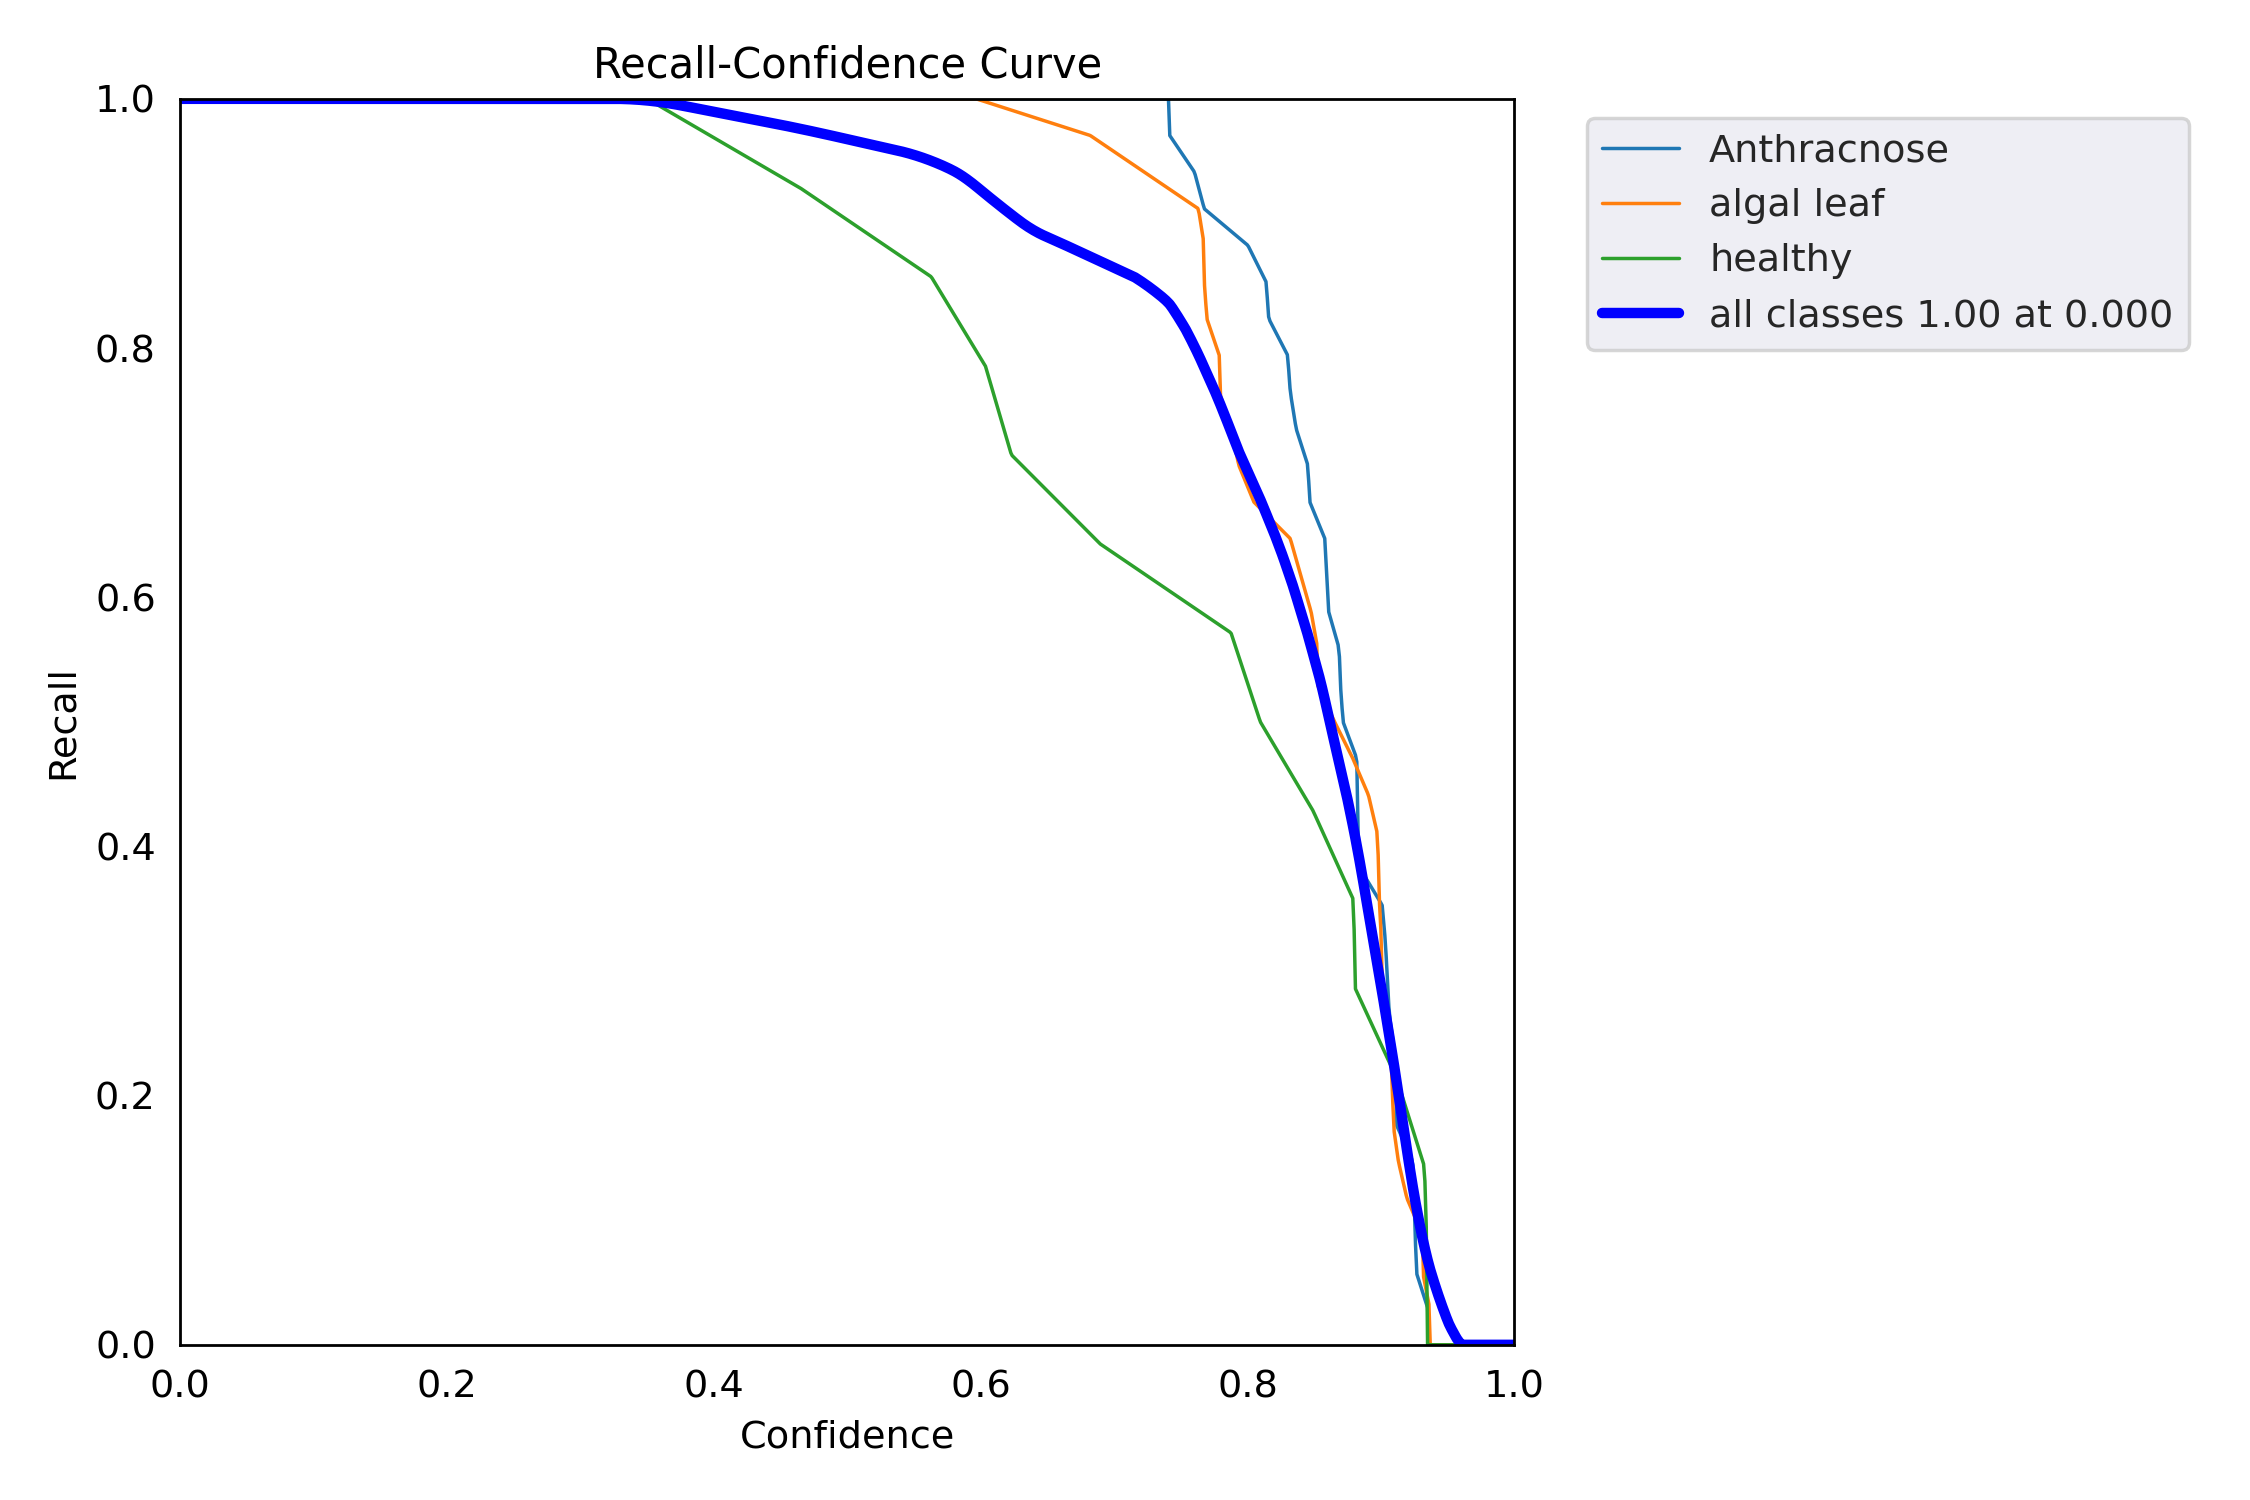 Recall-Confidence Curve
1.0
0.8
0.6
0.4
0.2
0.0
Recall
0.0 0.2 0.4 0.6 0.8 1.0
Confidence
Anthracnose
algal leaf
healthy
all classes 1.00 at 0.000